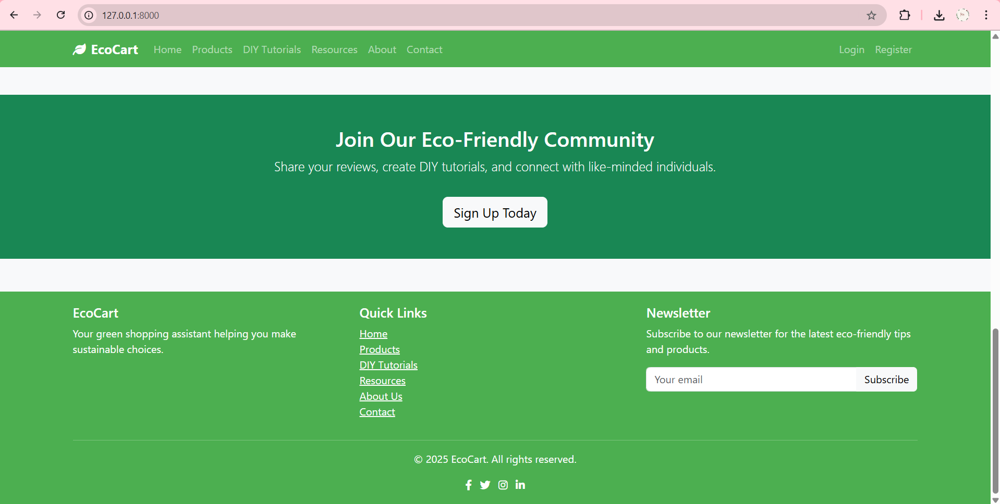 127.0.0.1:8000
EcoCart Home Products DIY Tutorials Resources About Contact Login Register
Join Our Eco-Friendly Community
Share your reviews, create DIY tutorials, and connect with like-minded individuals.
Sign Up Today
EcoCart
Your green shopping assistant helping you make
sustainable choices.
Quick Links
Home
Products
DIY Tutorials
Resources
About Us
Contact
Newsletter
Subscribe to our newsletter for the latest eco-friendly tips
and products.
Your email Subscribe
© 2025 EcoCart. All rights reserved.